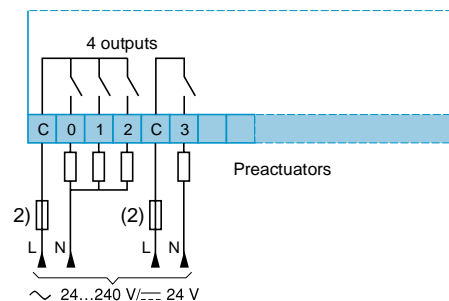 4 outputs
C 0 1 2 C 3
Preactuators
2) (2)
L N L N
~ 24...240 V/⎓ 24 V